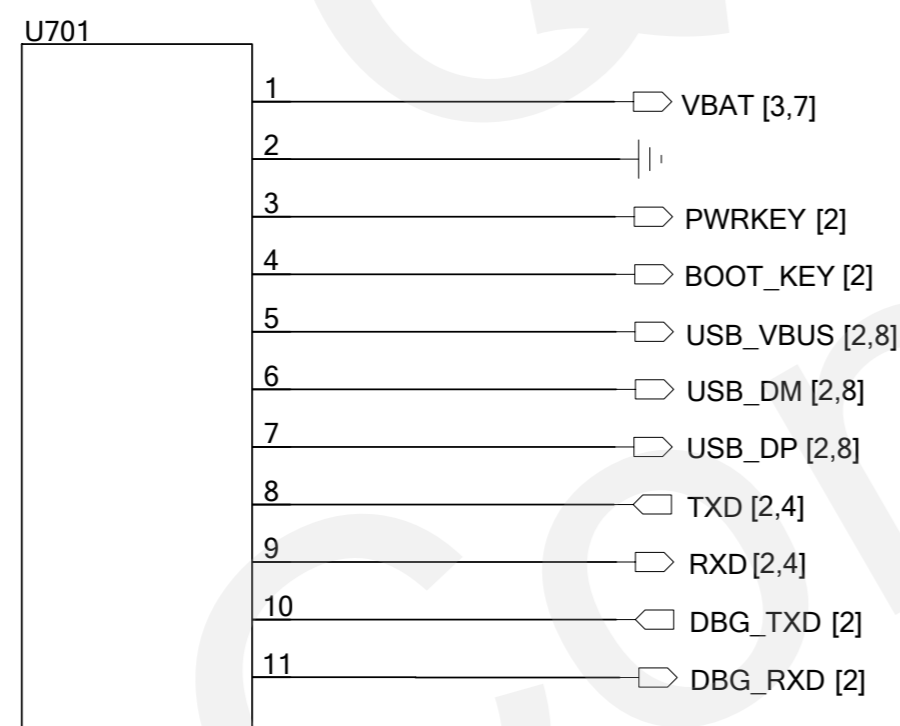 U701
1 VBAT [3,7]
2
3 PWRKEY [2]
4 BOOT_KEY [2]
5 USB_VBUS [2,8]
6 USB_DM [2,8]
7 USB_DP [2,8]
8 TXD [2,4]
9 RXD [2,4]
10 DBG_TXD [2]
11 DBG_RXD [2]